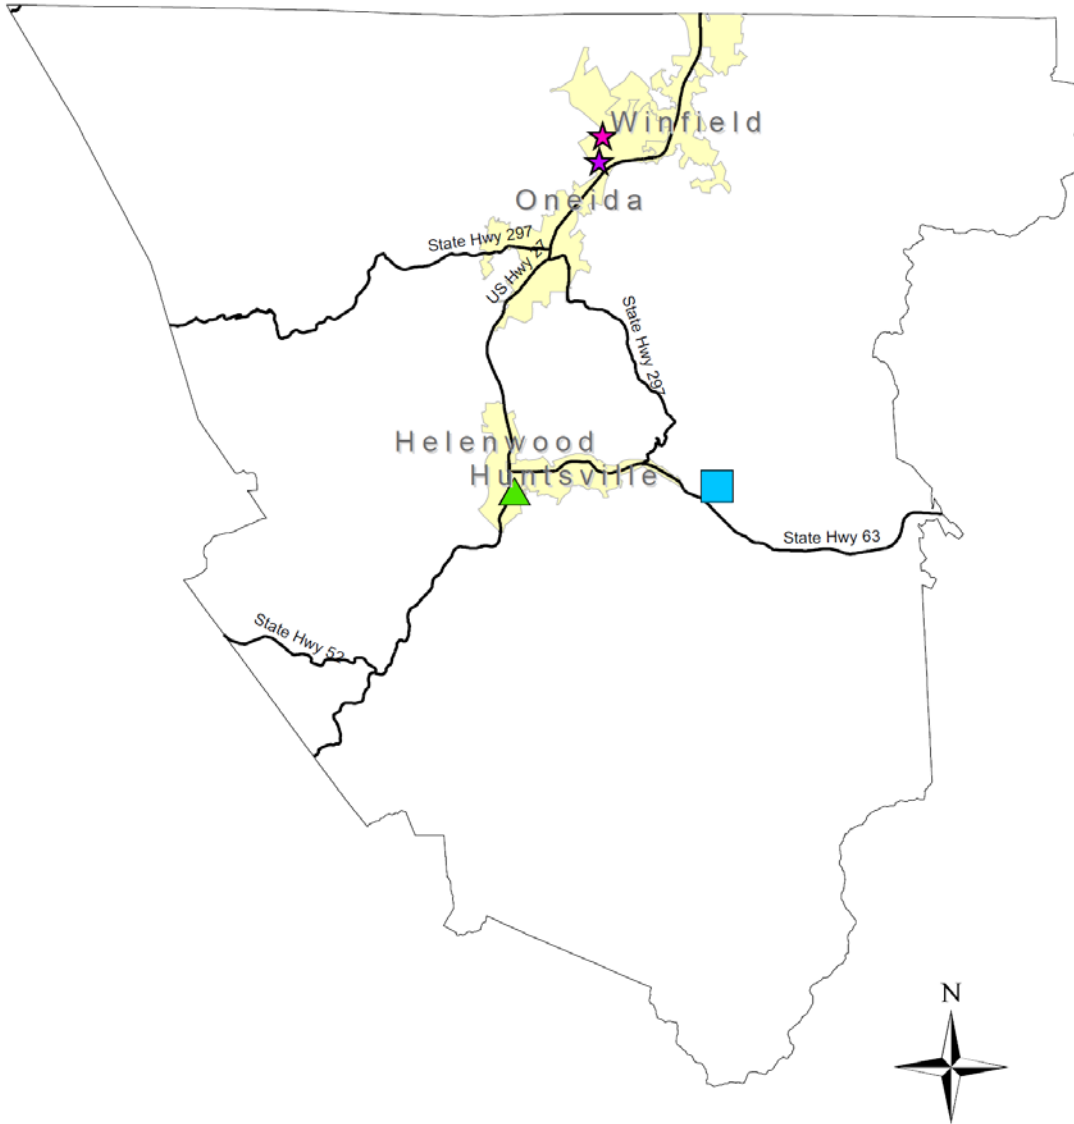 Winfield
Oneida
State Hwy 297
US Hwy 27
State Hwy 297
Helenwood
Huntsville
State Hwy 63
State Hwy 52
N